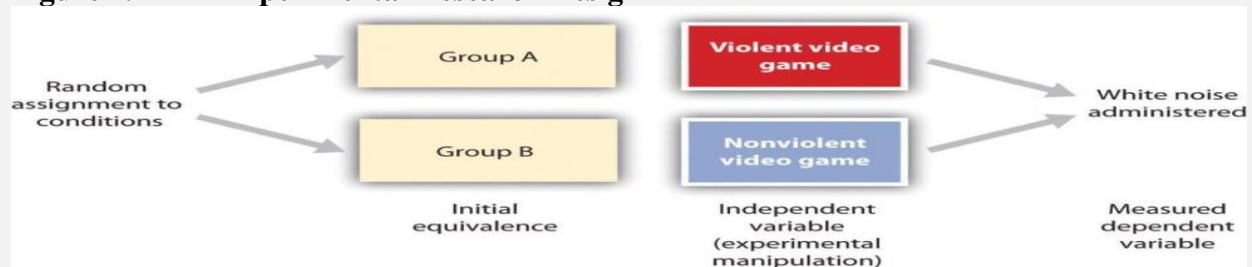 Group A
Violent video
game
Random
assignment to
conditions
White noise
administered
Group B
Nonviolent
video game
Initial
equivalence
Independent
variable
(experimental
manipulation)
Measured
dependent
variable